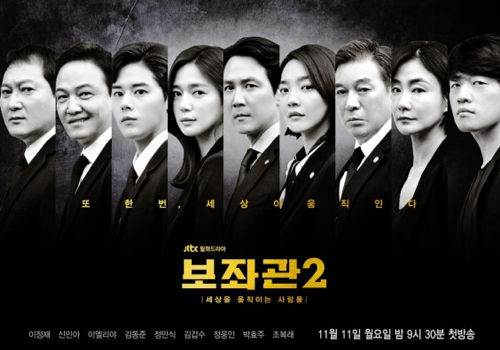 또 한 번, 세상이 움직인다
jtbc 월화드라마
보좌관2
|세상을 움직이는 사람들|
이정재 신민아 이엘리야 김동준 정만식 김갑수 정웅인 박효주 조복래 11월 11일 월요일 밤 9시 30분 첫방송